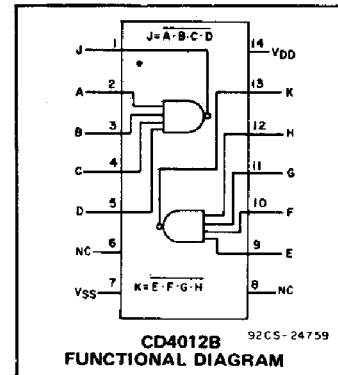 J=A·B·C·D
J 1
14 VDD
A 2
13 K
B 3
12 H
C 4
11 G
D 5
10 F
NC 6
9 E
VSS 7
8 NC
K=E·F·G·H
92CS-24759
CD4012B
FUNCTIONAL DIAGRAM